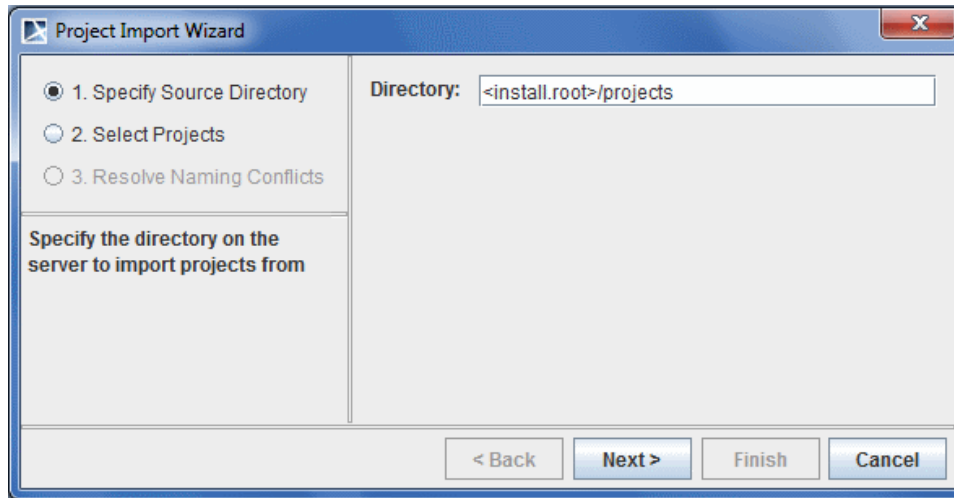 Project Import Wizard
1. Specify Source Directory
2. Select Projects
3. Resolve Naming Conflicts
Specify the directory on the
server to import projects from
Directory:
<install.root>/projects
< Back
Next >
Finish
Cancel